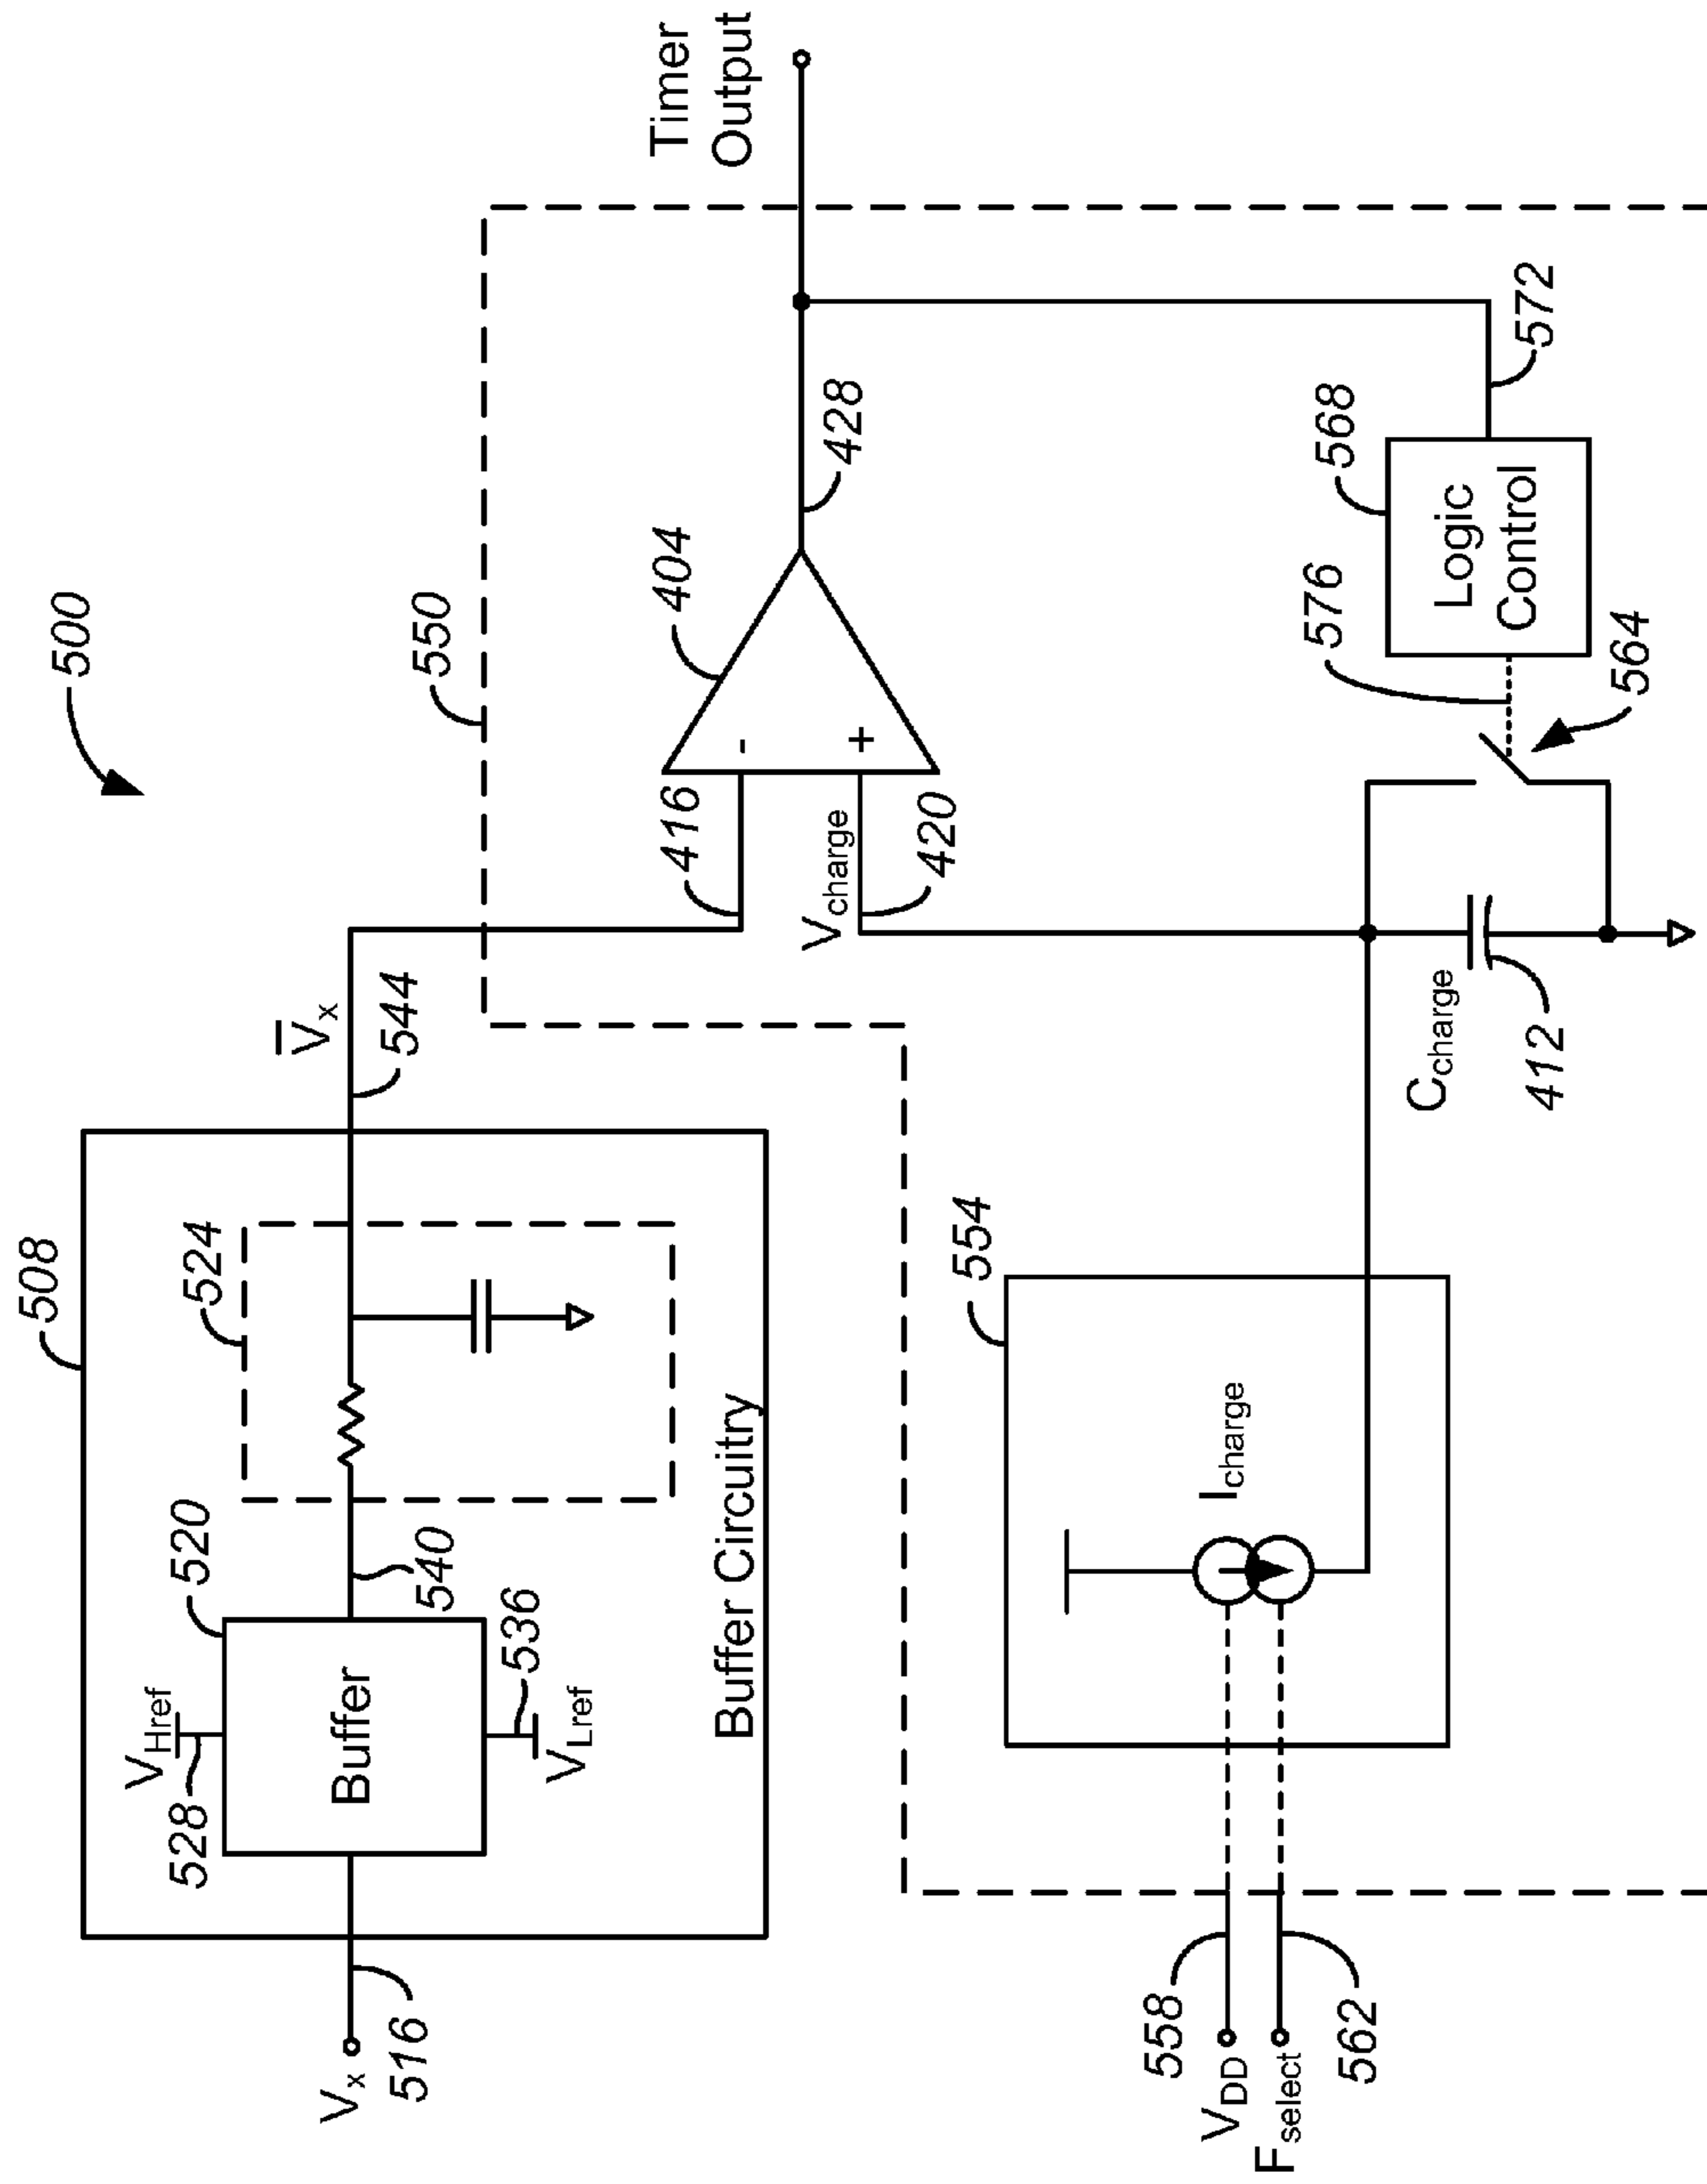 500
508
524
520
V̅x
VHref
528
Buffer
540
544
536
VLref
Vx
516
Buffer Circuitry
550
404
416
-
Timer
Output
428
Vcharge
+
420
554
Icharge
558
VDD
Fselect
562
576
568
Logic
Control
572
564
Ccharge
412